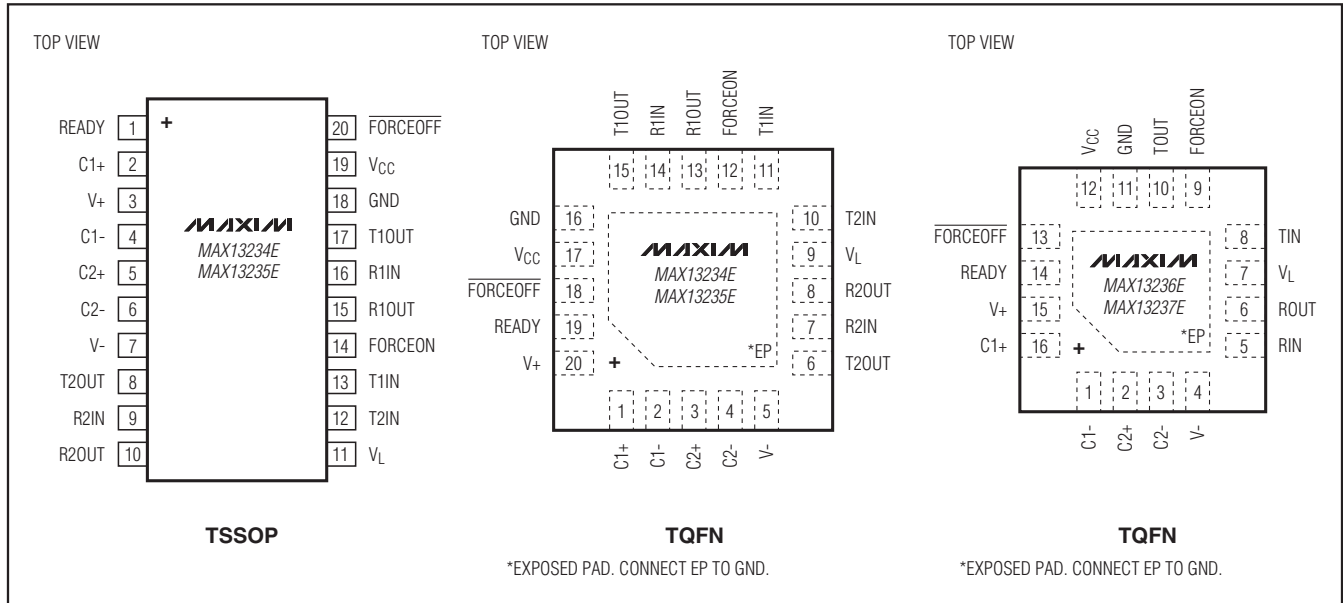 TOP VIEW
READY 1
C1+ 2
V+ 3
C1- 4
C2+ 5
C2- 6
V- 7
T2OUT 8
R2IN 9
R2OUT 10
+
MAXIM
MAX13234E
MAX13235E
20 FORCEOFF
19 VCC
18 GND
17 T1OUT
16 R1IN
15 R1OUT
14 FORCEON
13 T1IN
12 T2IN
11 VL
TSSOP
TOP VIEW
T1OUT R1IN R1OUT FORCEON T1IN
15 14 13 12 11
GND 16
VCC 17
FORCEOFF 18
READY 19
V+ 20
MAXIM
MAX13234E
MAX13235E
*EP
+
10 T2IN
9 VL
8 R2OUT
7 R2IN
6 T2OUT
1 2 3 4 5
C1+ C1- C2+ C2- V-
TQFN
*EXPOSED PAD. CONNECT EP TO GND.
TOP VIEW
VCC GND TOUT FORCEON
12 11 10 9
FORCEOFF 13
READY 14
V+ 15
C1+ 16
MAXIM
MAX13236E
MAX13237E
*EP
+
8 TIN
7 VL
6 ROUT
5 RIN
1 2 3 4
C1- C2+ C2- V-
TQFN
*EXPOSED PAD. CONNECT EP TO GND.